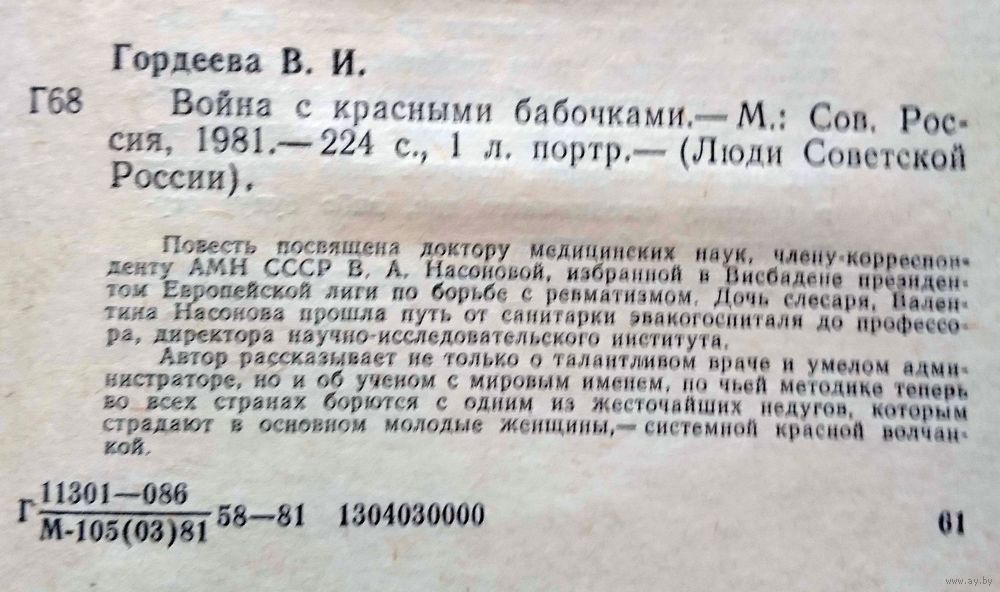 Гордеева В. И.
Г68 Война с красными бабочками.— М.: Сов. Рос-
сия, 1981.— 224 с., 1 л. портр.— (Люди Советской
России).
Повесть посвящена доктору медицинских наук, члену-корреспон-
денту АМН СССР В. А. Насоновой, избранной в Висбадене президен-
том Европейской лиги по борьбе с ревматизмом. Дочь слесаря, Вален-
тина Насонова прошла путь от санитарки эвакогоспиталя до профессо-
ра, директора научно-исследовательского института.
Автор рассказывает не только о талантливом враче и умелом адми-
нистраторе, но и об ученом с мировым именем, по чьей методике теперь
во всех странах борются с одним из жесточайших недугов, которым
страдают в основном молодые женщины,— системной красной волчан-
кой.
Г 11301—086
М-105(03)81 58—81 1304030000 61
www.ay.by